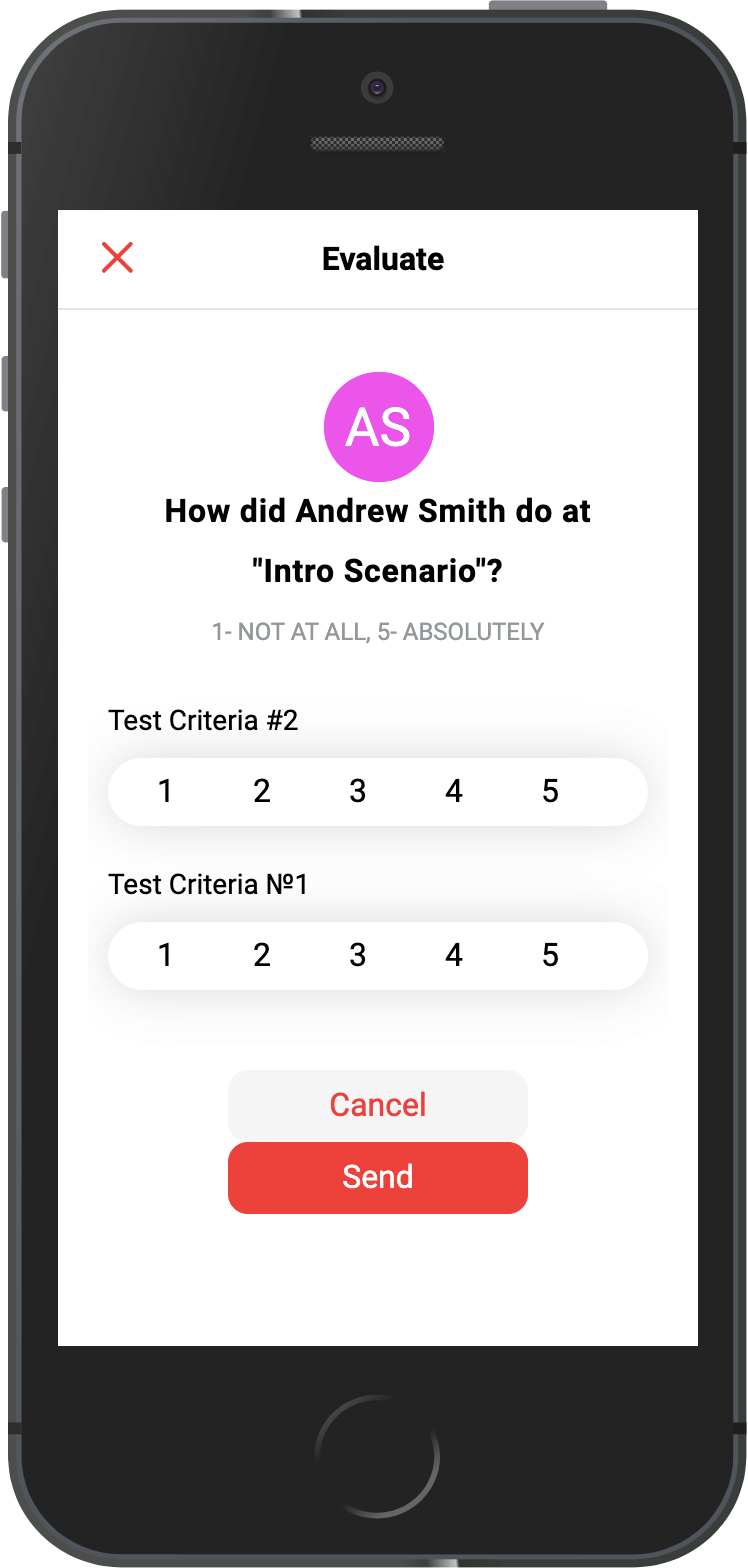 Evaluate
AS
How did Andrew Smith do at
"Intro Scenario"?
1- NOT AT ALL, 5- ABSOLUTELY
Test Criteria #2
1 2 3 4 5
Test Criteria №1
1 2 3 4 5
Cancel
Send